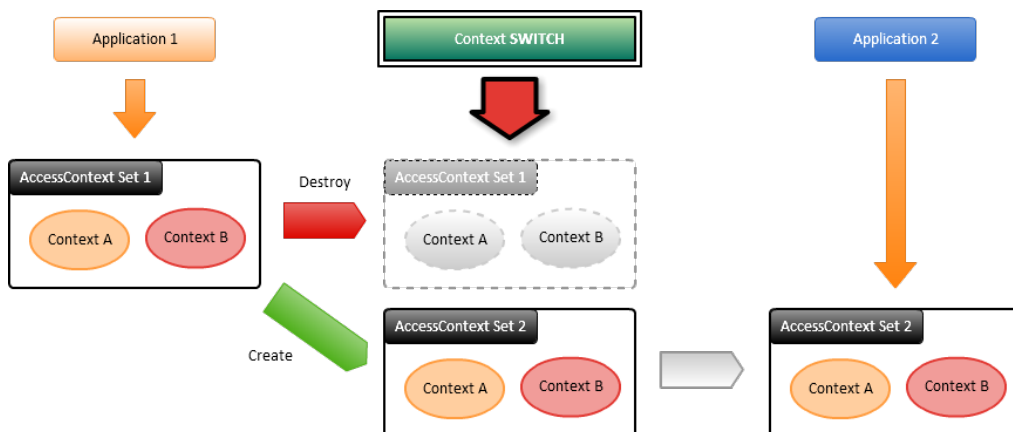 Application 1
Context SWITCH
Application 2
AccessContext Set 1
Context A
Context B
Destroy
AccessContext Set 1
Context A
Context B
Create
AccessContext Set 2
Context A
Context B
AccessContext Set 2
Context A
Context B